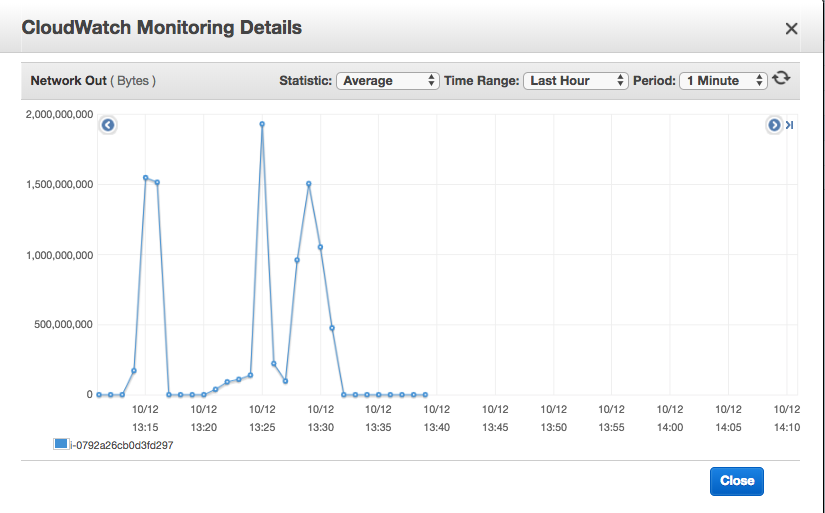 CloudWatch Monitoring Details
Network Out ( Bytes )
Statistic: Average Time Range: Last Hour Period: 1 Minute
2,000,000,000
1,500,000,000
1,000,000,000
500,000,000
0
10/12 10/12 10/12 10/12 10/12 10/12 10/12 10/12 10/12 10/12 10/12 10/12
13:15 13:20 13:25 13:30 13:35 13:40 13:45 13:50 13:55 14:00 14:05 14:10
i-0792a26cb0d3fd297
Close